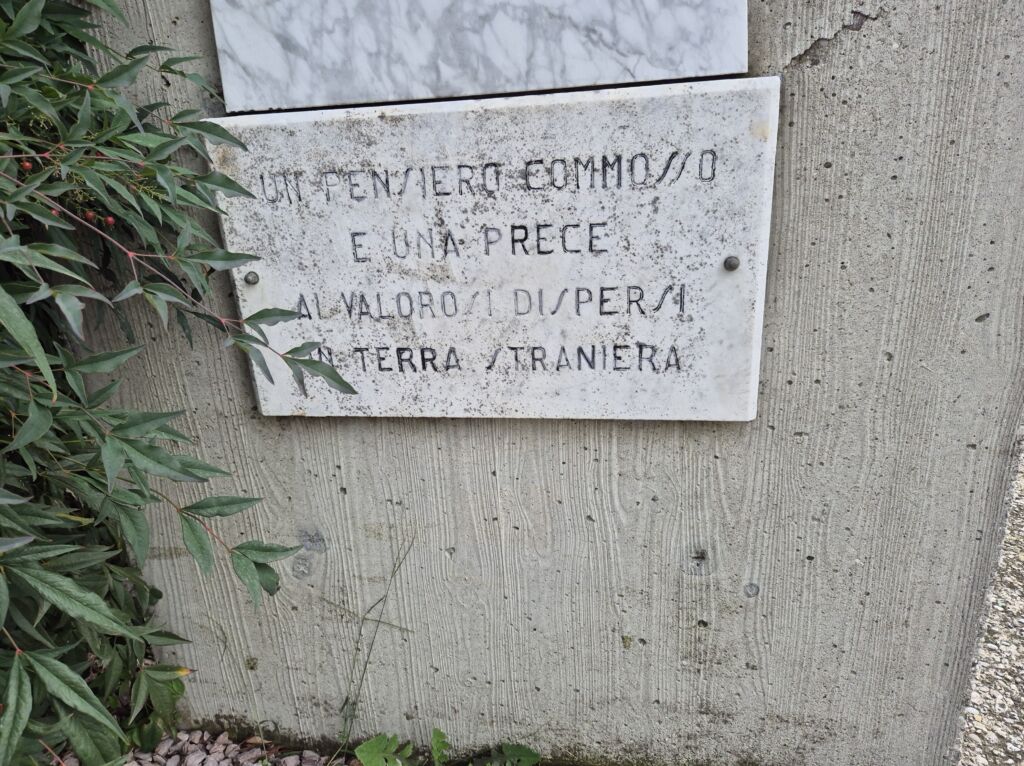 UN PENSIERO COMMOSSO
E UNA PRECE
AI VALOROSI DISPERSI
IN TERRA STRANIERA